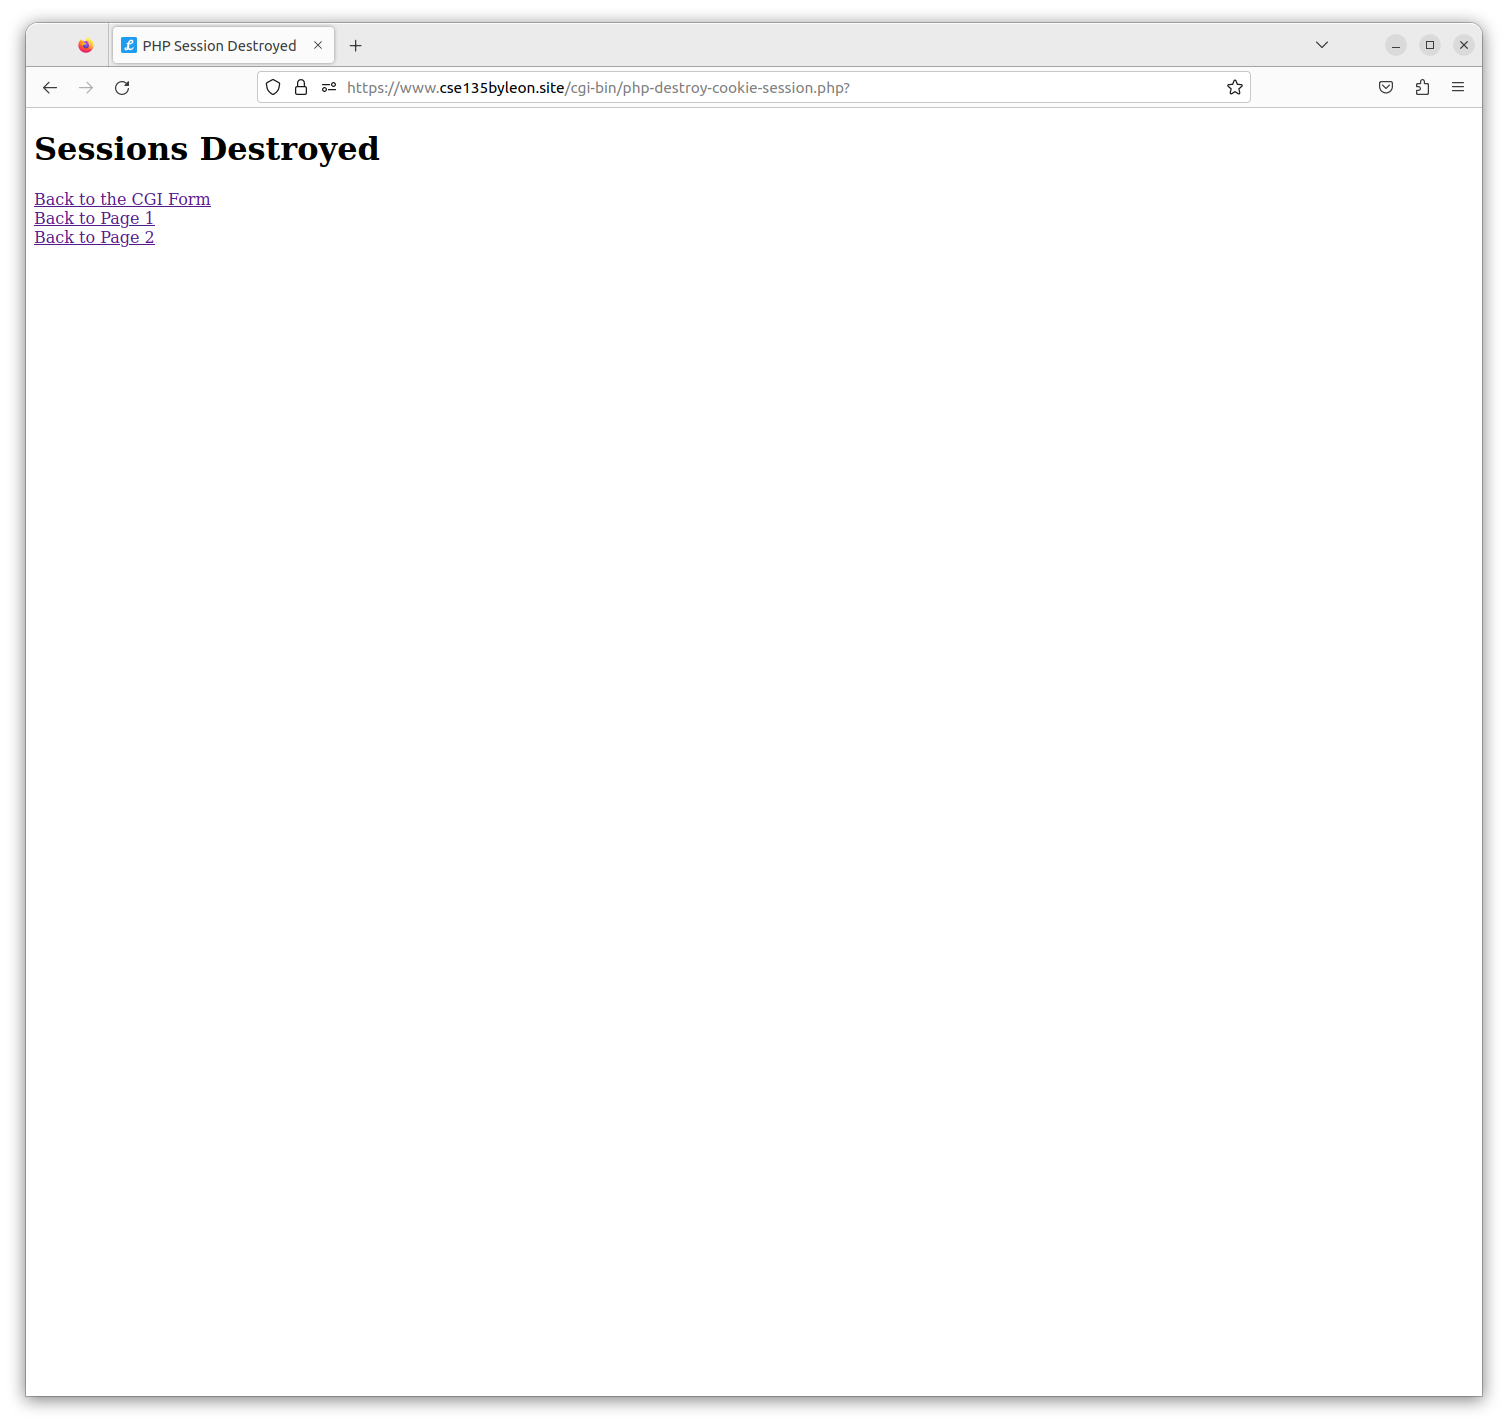 PHP Session Destroyed
https://www.cse135byleon.site/cgi-bin/php-destroy-cookie-session.php?
Sessions Destroyed
Back to the CGI Form
Back to Page 1
Back to Page 2